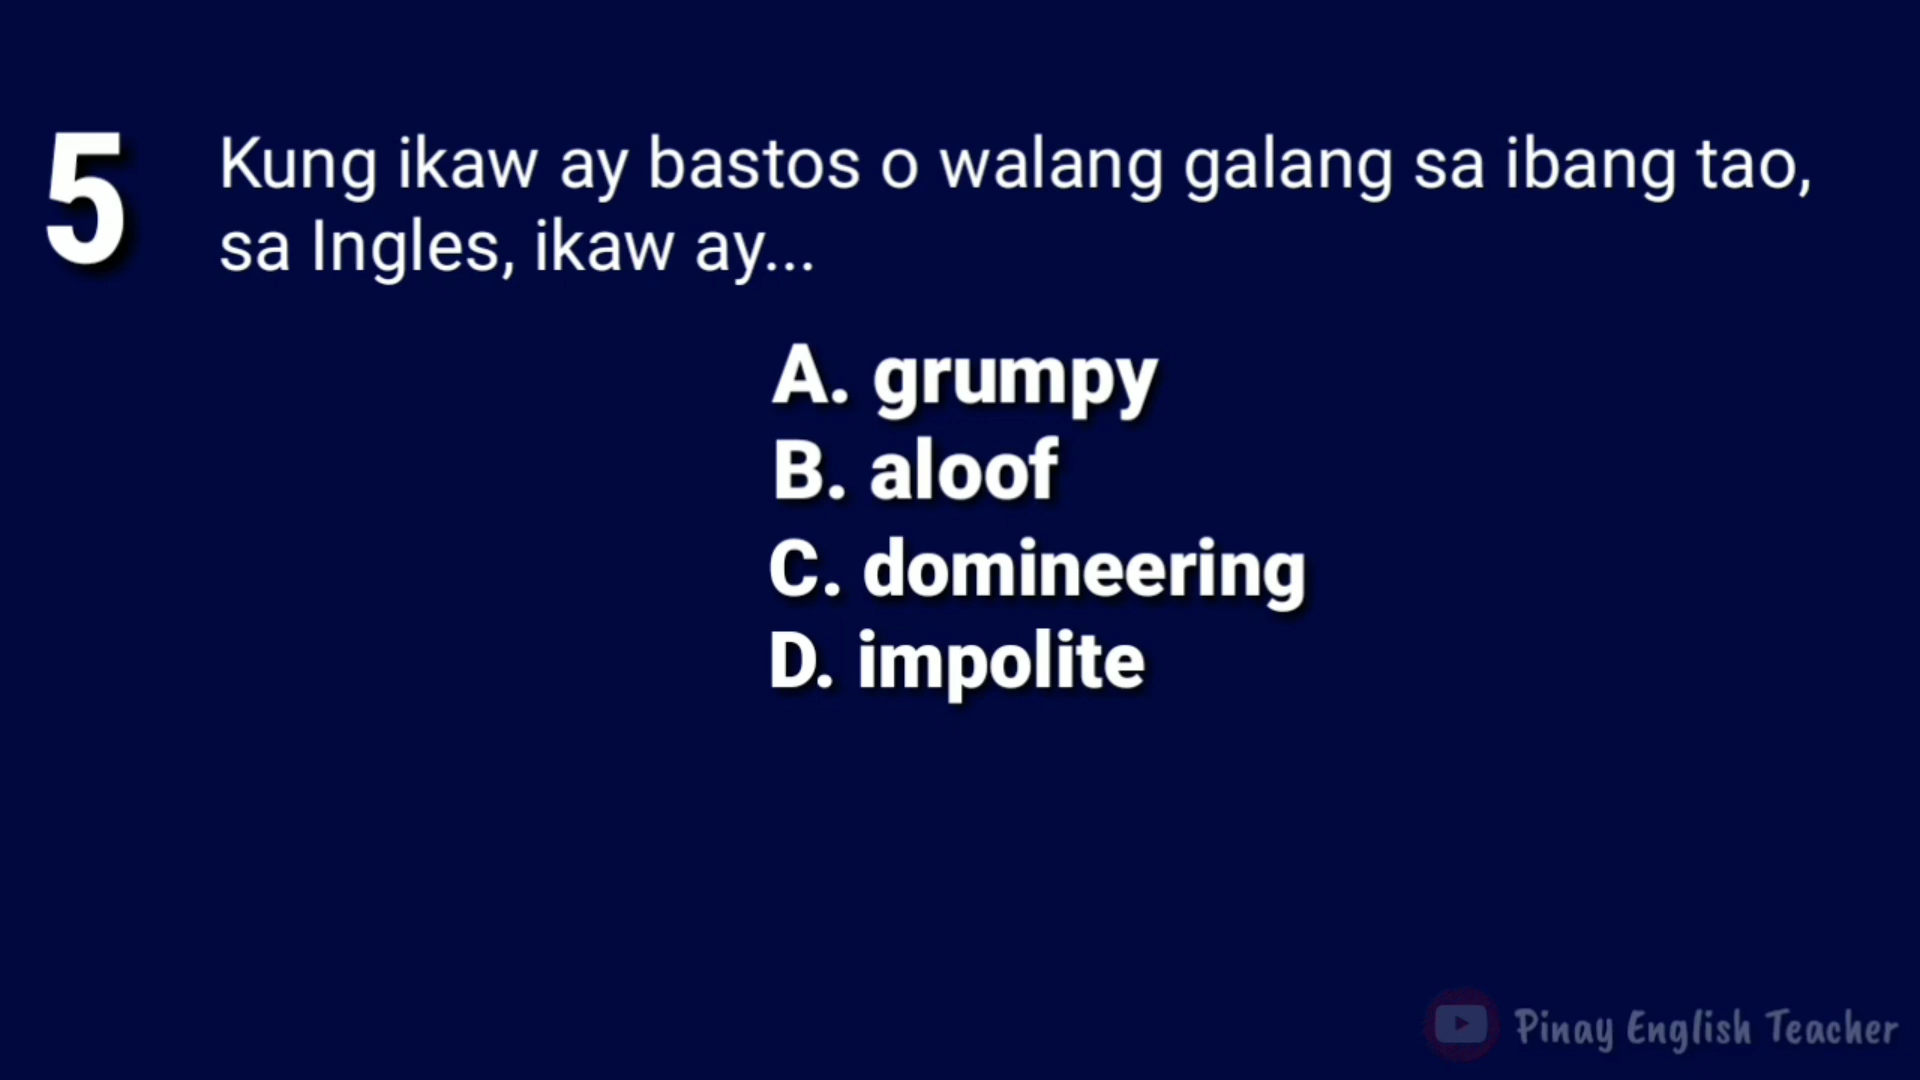 5
Kung ikaw ay bastos o walang galang sa ibang tao,
sa Ingles, ikaw ay...
A. grumpy
B. aloof
C. domineering
D. impolite
Pinay English Teacher